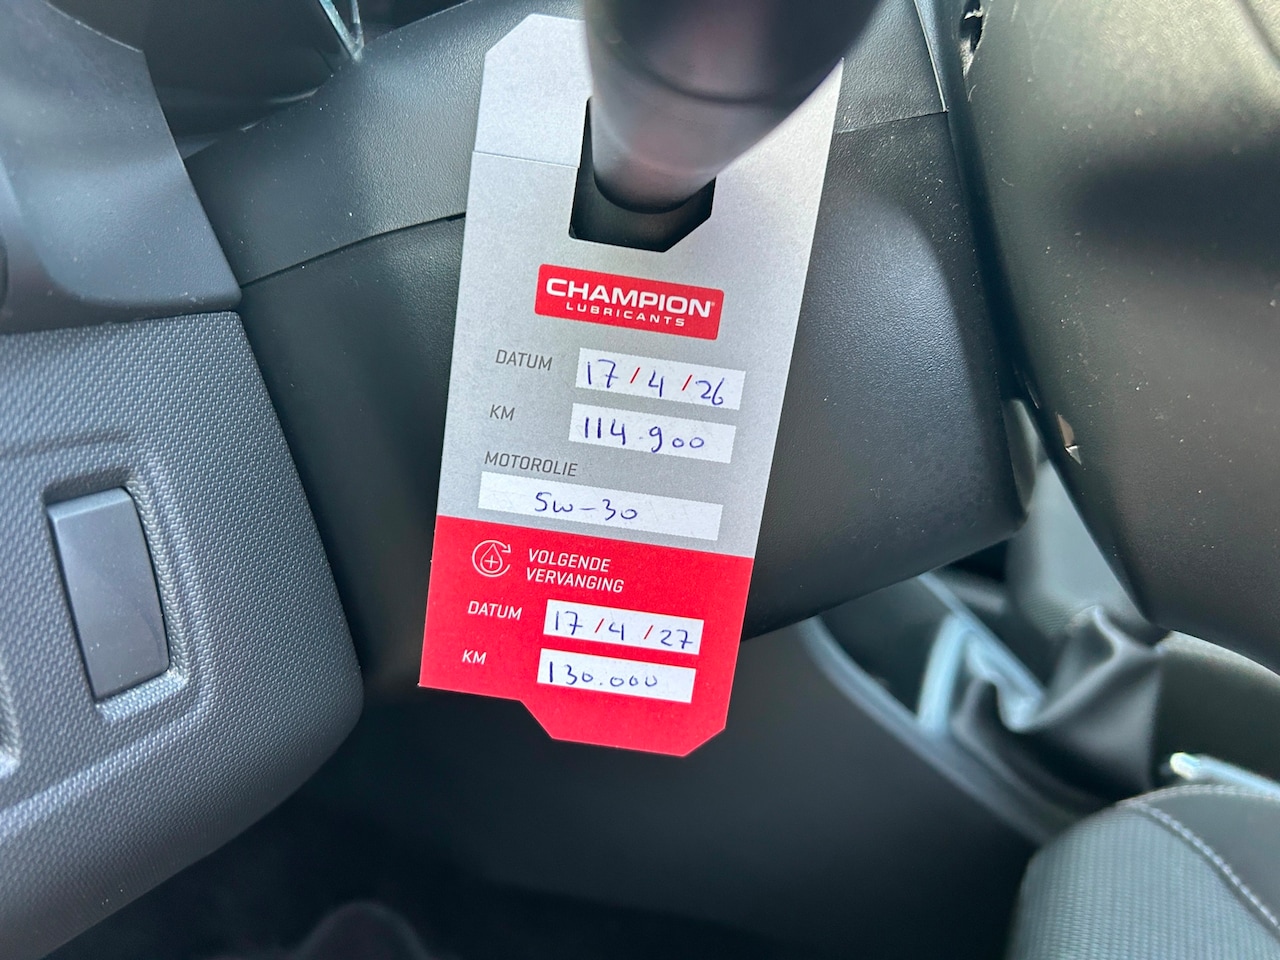 CHAMPION®
LUBRICANTS
DATUM 17/4/26
KM 114.900
MOTOROLIE
5W-30
VOLGENDE
VERVANGING
DATUM 17/4/27
KM 130.000